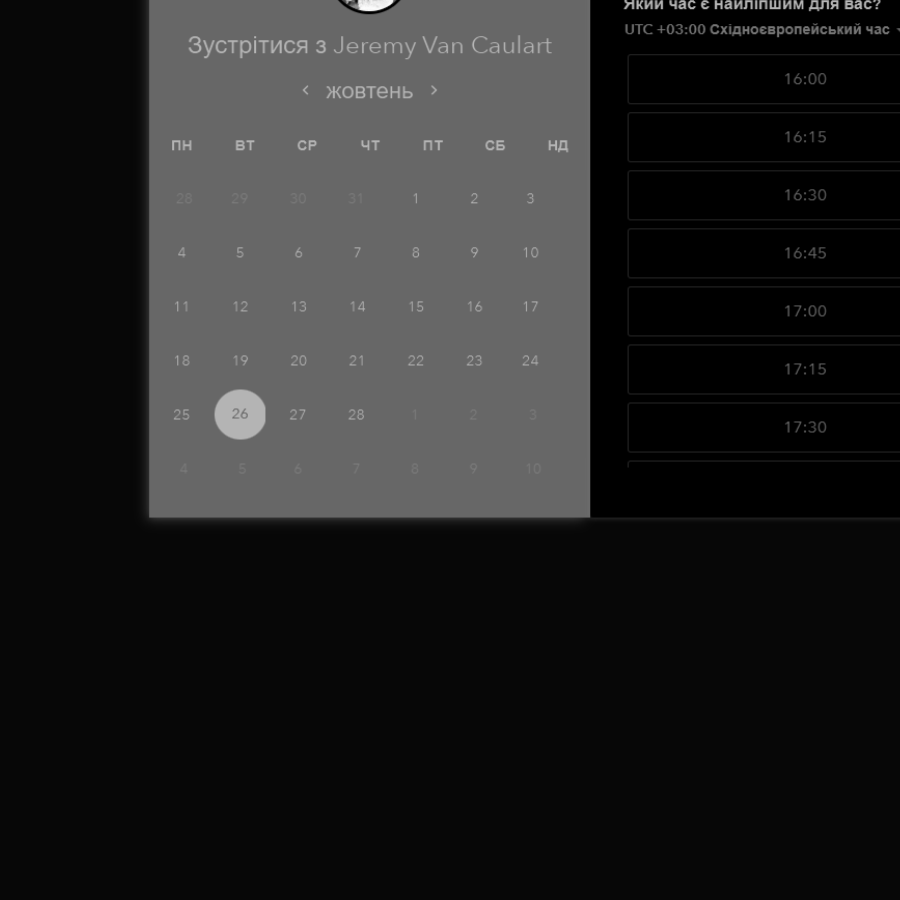 Зустрітися з Jeremy Van Caulart
< жовтень >
ПН ВТ СР ЧТ ПТ СБ НД
28 29 30 31 1 2 3
4 5 6 7 8 9 10
11 12 13 14 15 16 17
18 19 20 21 22 23 24
25 26 27 28 1 2 3
4 5 6 7 8 9 10
Який час є найліпшим для вас?
UTC +03:00 Східноєвропейський час
16:00
16:15
16:30
16:45
17:00
17:15
17:30